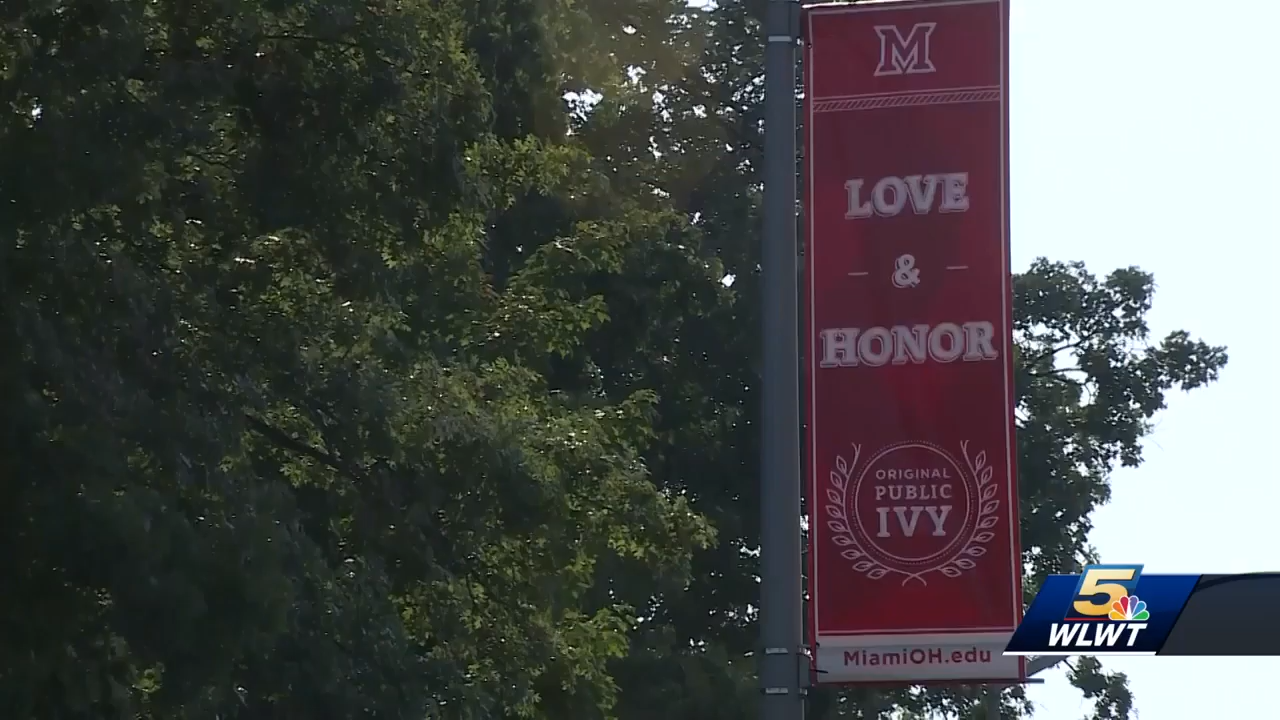 M
LOVE
&
HONOR
ORIGINAL
PUBLIC
IVY
MiamiOH.edu
5
WLWT